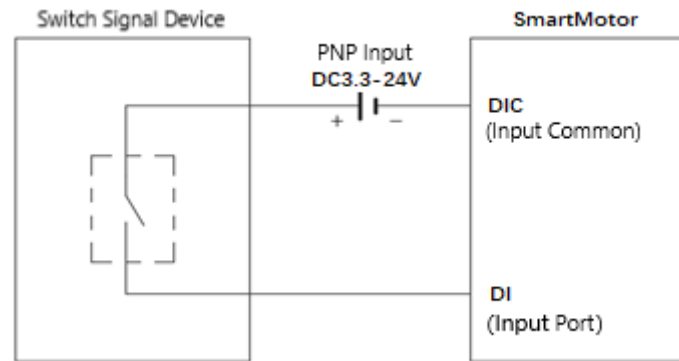 Switch Signal Device
SmartMotor
PNP Input
DC3.3-24V
+ −
DIC
(Input Common)
DI
(Input Port)